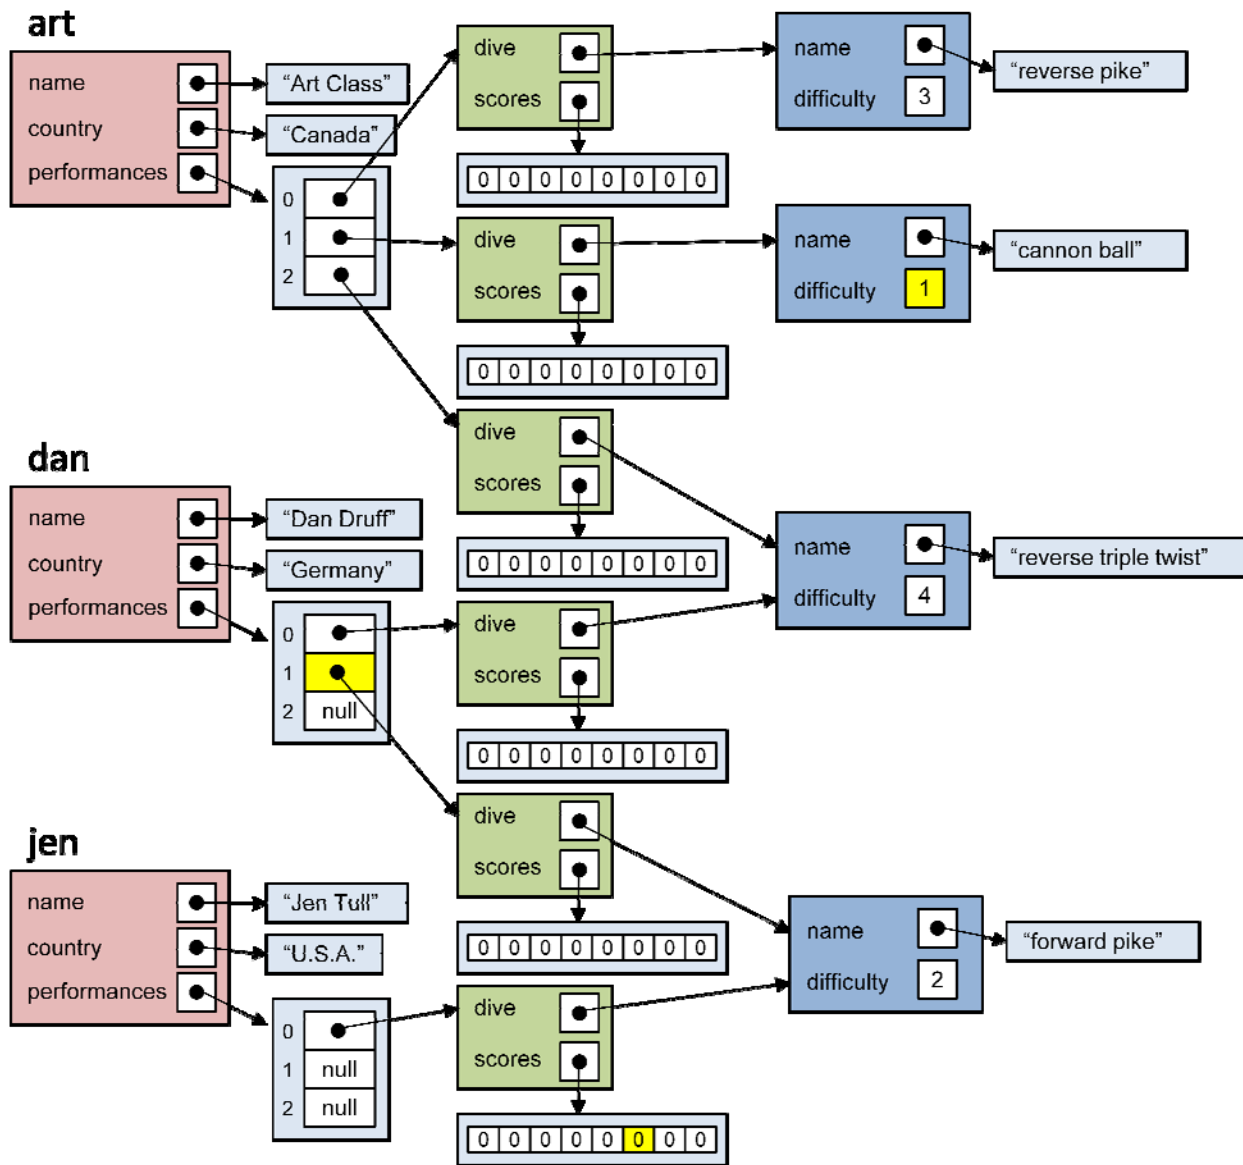 art
name
"Art Class"
country
"Canada"
performances
0
1
2
dive
scores
0 0 0 0 0 0 0 0
name
"reverse pike"
difficulty 3
dive
scores
0 0 0 0 0 0 0 0
name
"cannon ball"
difficulty 1
dive
scores
0 0 0 0 0 0 0 0
name
"reverse triple twist"
difficulty 4
dan
name
"Dan Druff"
country
"Germany"
performances
0
1
2 null
dive
scores
0 0 0 0 0 0 0 0
dive
scores
0 0 0 0 0 0 0 0
jen
name
"Jen Tull"
country
"U.S.A."
performances
0
1 null
2 null
dive
scores
0 0 0 0 0 0 0 0
name
"forward pike"
difficulty 2